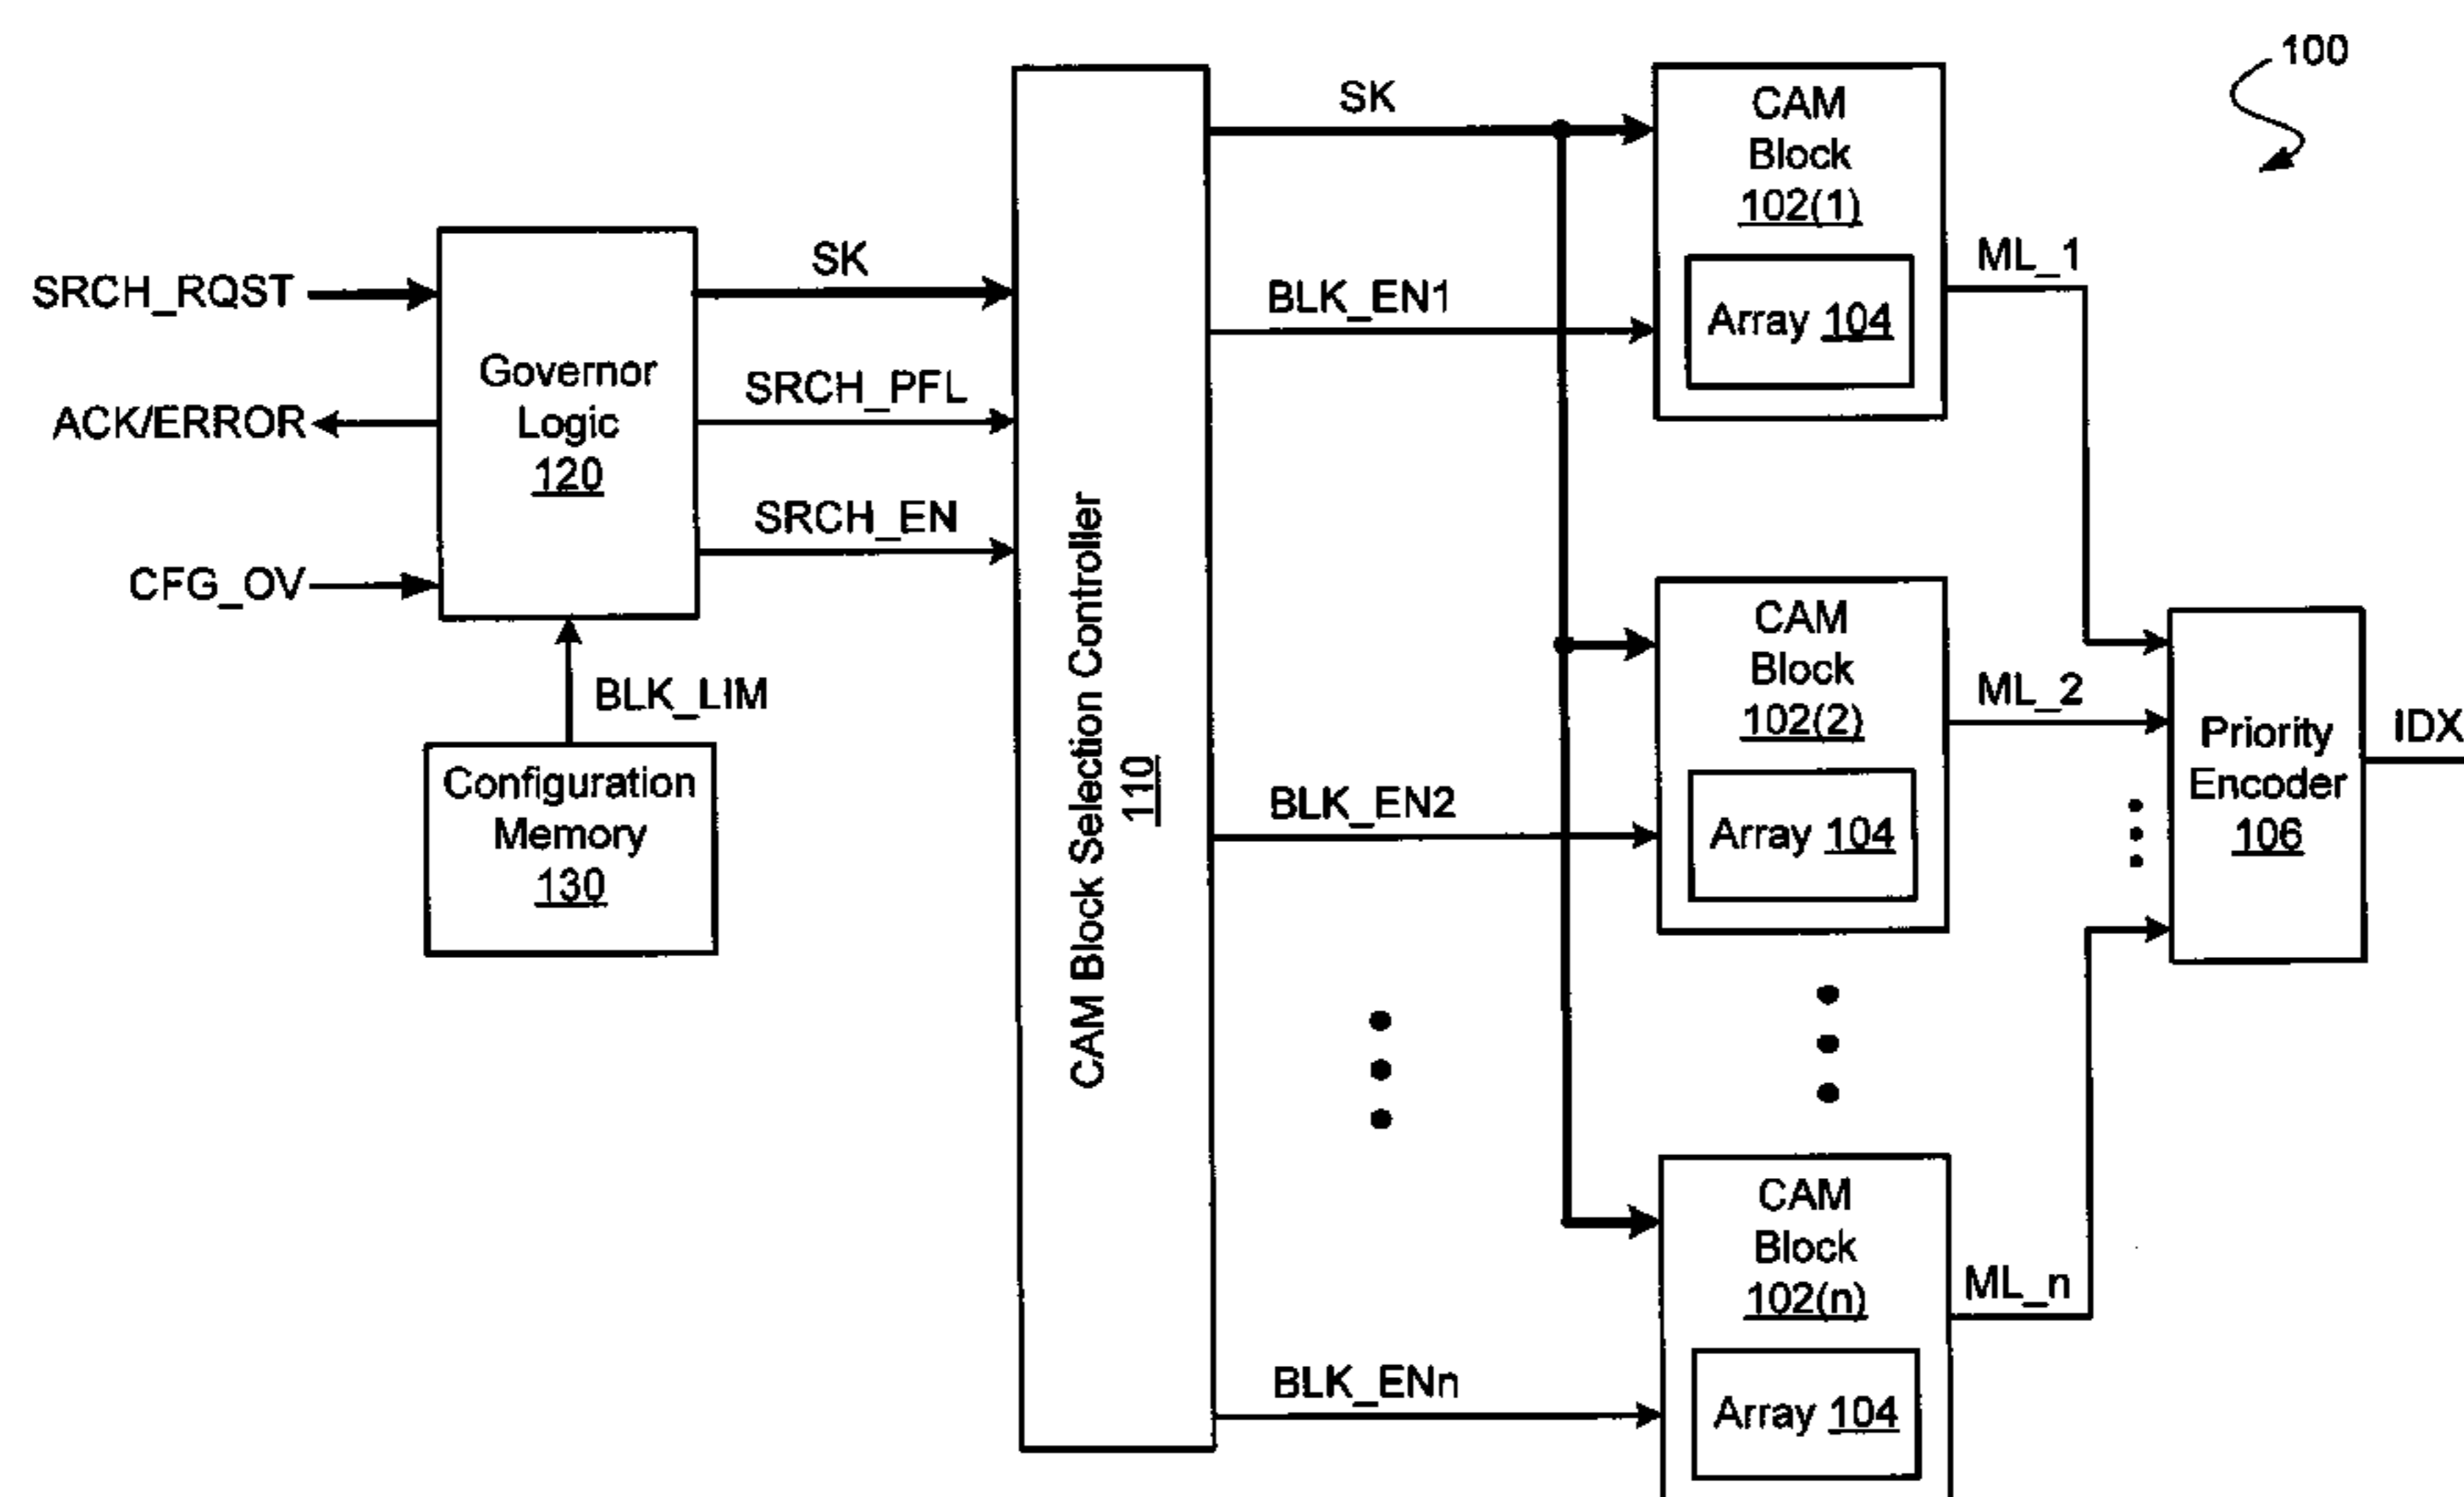 100
SRCH_RQST
ACK/ERROR
CFG_OV
Governor
Logic
120
BLK_LIM
Configuration
Memory
130
SK
SRCH_PFL
SRCH_EN
CAM Block Selection Controller
110
SK
BLK_EN1
BLK_EN2
BLK_ENn
CAM
Block
102(1)
Array 104
CAM
Block
102(2)
Array 104
CAM
Block
102(n)
Array 104
ML_1
ML_2
ML_n
Priority
Encoder
106
IDX